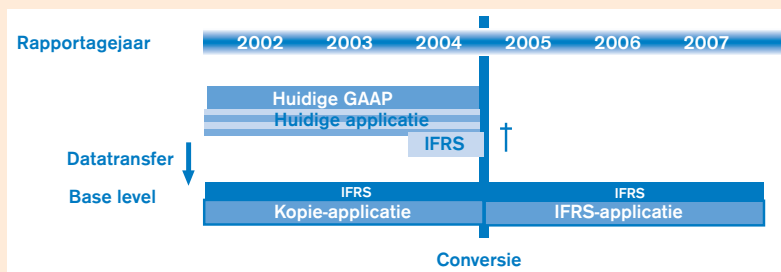 Rapportagejaar 2002 2003 2004 2005 2006 2007
Huidige GAAP
Huidige applicatie
IFRS †
Datatransfer
Base level IFRS IFRS
Kopie-applicatie IFRS-applicatie
Conversie